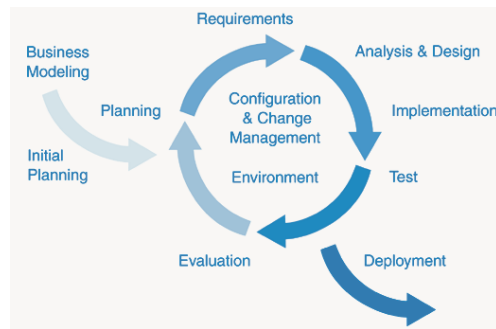 Requirements
Business
Modeling
Analysis & Design
Planning
Configuration
& Change
Management
Implementation
Initial
Planning
Environment
Test
Evaluation
Deployment